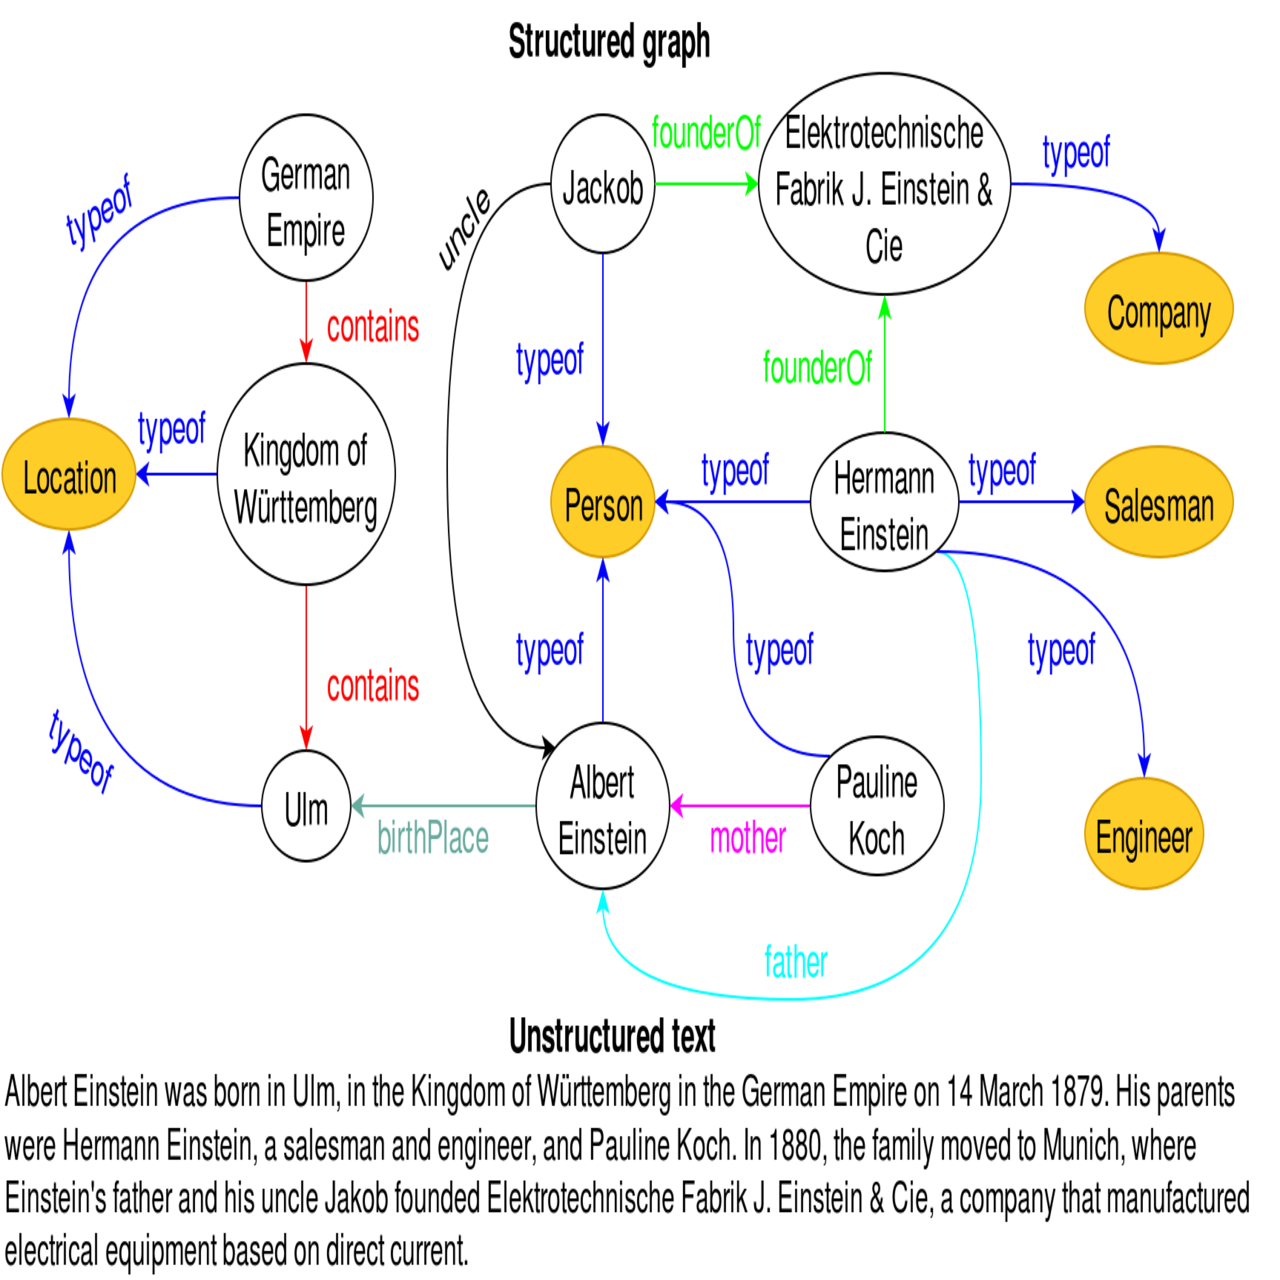 Structured graph
German
Empire
Jackob
founderOf
Elektrotechnische
Fabrik J. Einstein &
Cie
typeof
typeof
uncle
Company
contains
typeof
founderOf
typeof
Location
Kingdom of
Württemberg
Person
typeof
Hermann
Einstein
typeof
Salesman
contains
typeof
typeof
typeof
typeof
Ulm
birthPlace
Albert
Einstein
mother
Pauline
Koch
Engineer
father
Unstructured text
Albert Einstein was born in Ulm, in the Kingdom of Württemberg in the German Empire on 14 March 1879. His parents
were Hermann Einstein, a salesman and engineer, and Pauline Koch. In 1880, the family moved to Munich, where
Einstein's father and his uncle Jakob founded Elektrotechnische Fabrik J. Einstein & Cie, a company that manufactured
electrical equipment based on direct current.